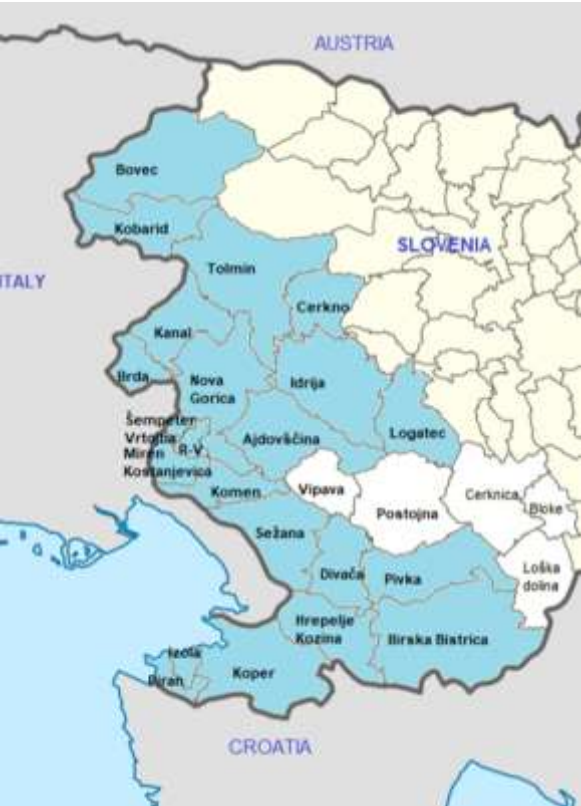 AUSTRIA
Bovec
Kobarid
SLOVENIA
Tolmin
ITALY
Cerkno
Kanal
Brda
Nova
Gorica
Idrija
Šempeter
Vrtojba
Miren
Kostanjevica
R-V
Ajdovščina
Logatec
Komen
Vipava
Cerknica
Bloke
Postojna
Sežana
Loška
dolina
Divača
Pivka
Hrepelje
Kozina
Ilirska Bistrica
Izola
Piran
Koper
CROATIA